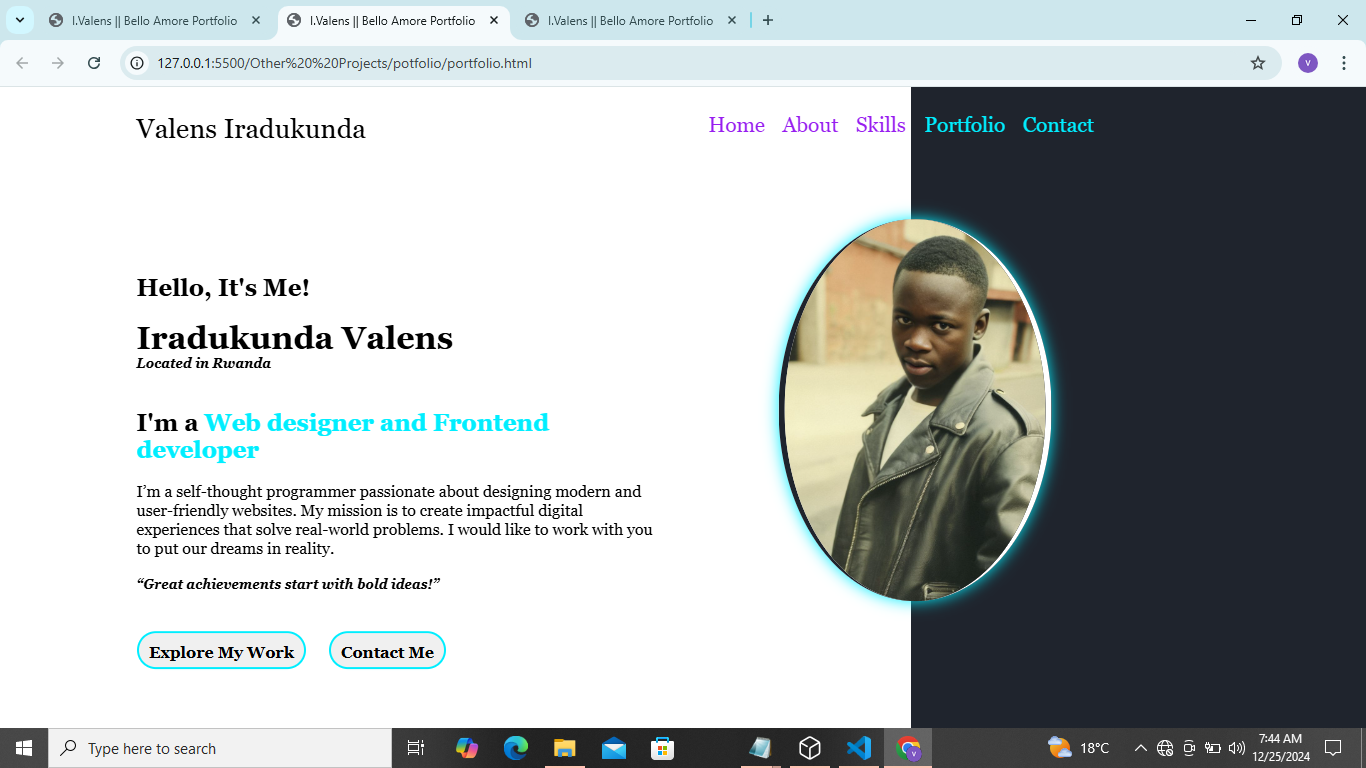 I.Valens || Bello Amore Portfolio
I.Valens || Bello Amore Portfolio
I.Valens || Bello Amore Portfolio
127.0.0.1:5500/Other%20%20Projects/potfolio/portfolio.html
V
Valens Iradukunda
Home About Skills Portfolio Contact
Hello, It's Me!
Iradukunda Valens
Located in Rwanda
I'm a Web designer and Frontend
developer
I’m a self-thought programmer passionate about designing modern and
user-friendly websites. My mission is to create impactful digital
experiences that solve real-world problems. I would like to work with you
to put our dreams in reality.
“Great achievements start with bold ideas!”
Explore My Work Contact Me
Type here to search
V
18°C
7:44 AM
12/25/2024